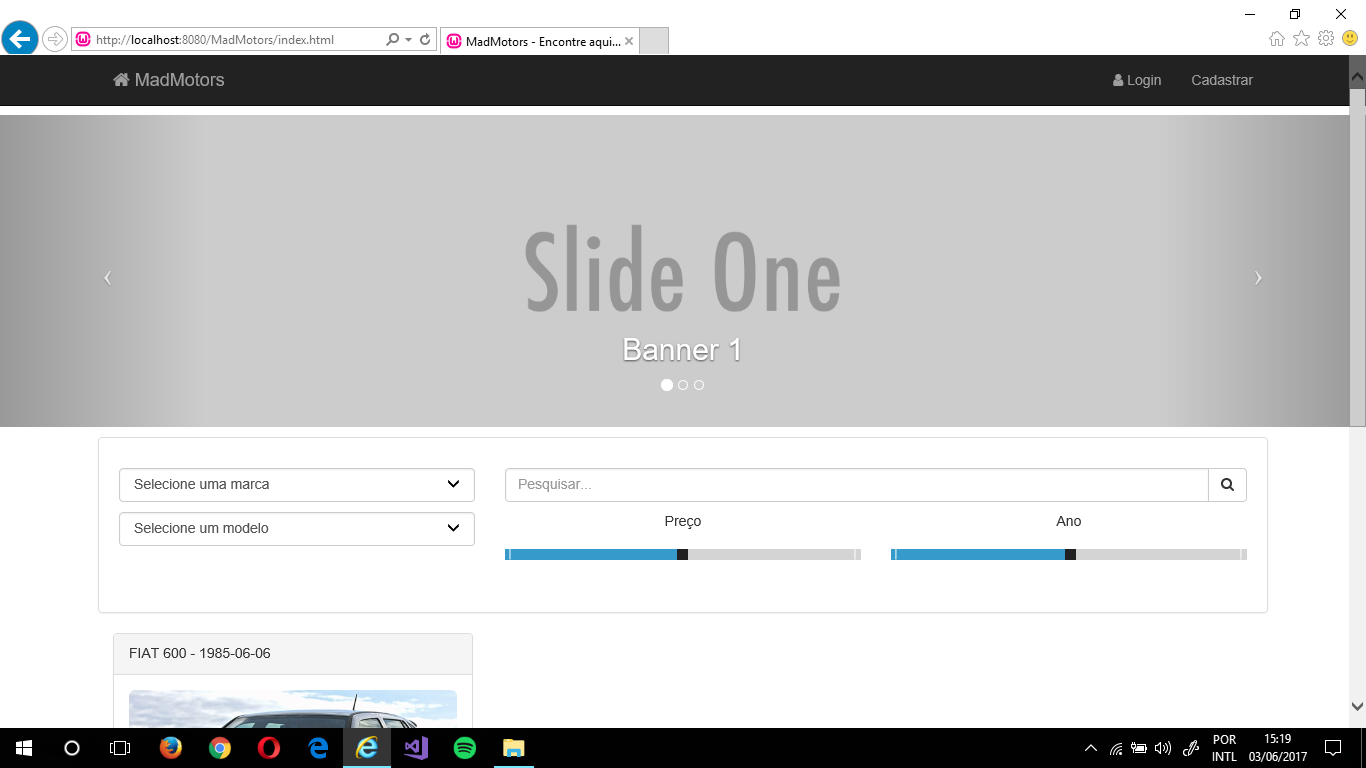 http://localhost:8080/MadMotors/index.html
MadMotors - Encontre aqui...
MadMotors
Login
Cadastrar
Slide One
Banner 1
Selecione uma marca
Pesquisar...
Selecione um modelo
Preço
Ano
FIAT 600 - 1985-06-06
POR
INTL
15:19
03/06/2017